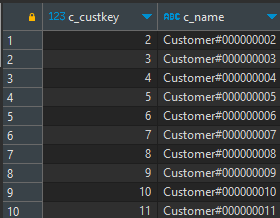 123 c_custkey ABC c_name
1 2 Customer#000000002
2 3 Customer#000000003
3 4 Customer#000000004
4 5 Customer#000000005
5 6 Customer#000000006
6 7 Customer#000000007
7 8 Customer#000000008
8 9 Customer#000000009
9 10 Customer#000000010
10 11 Customer#000000011